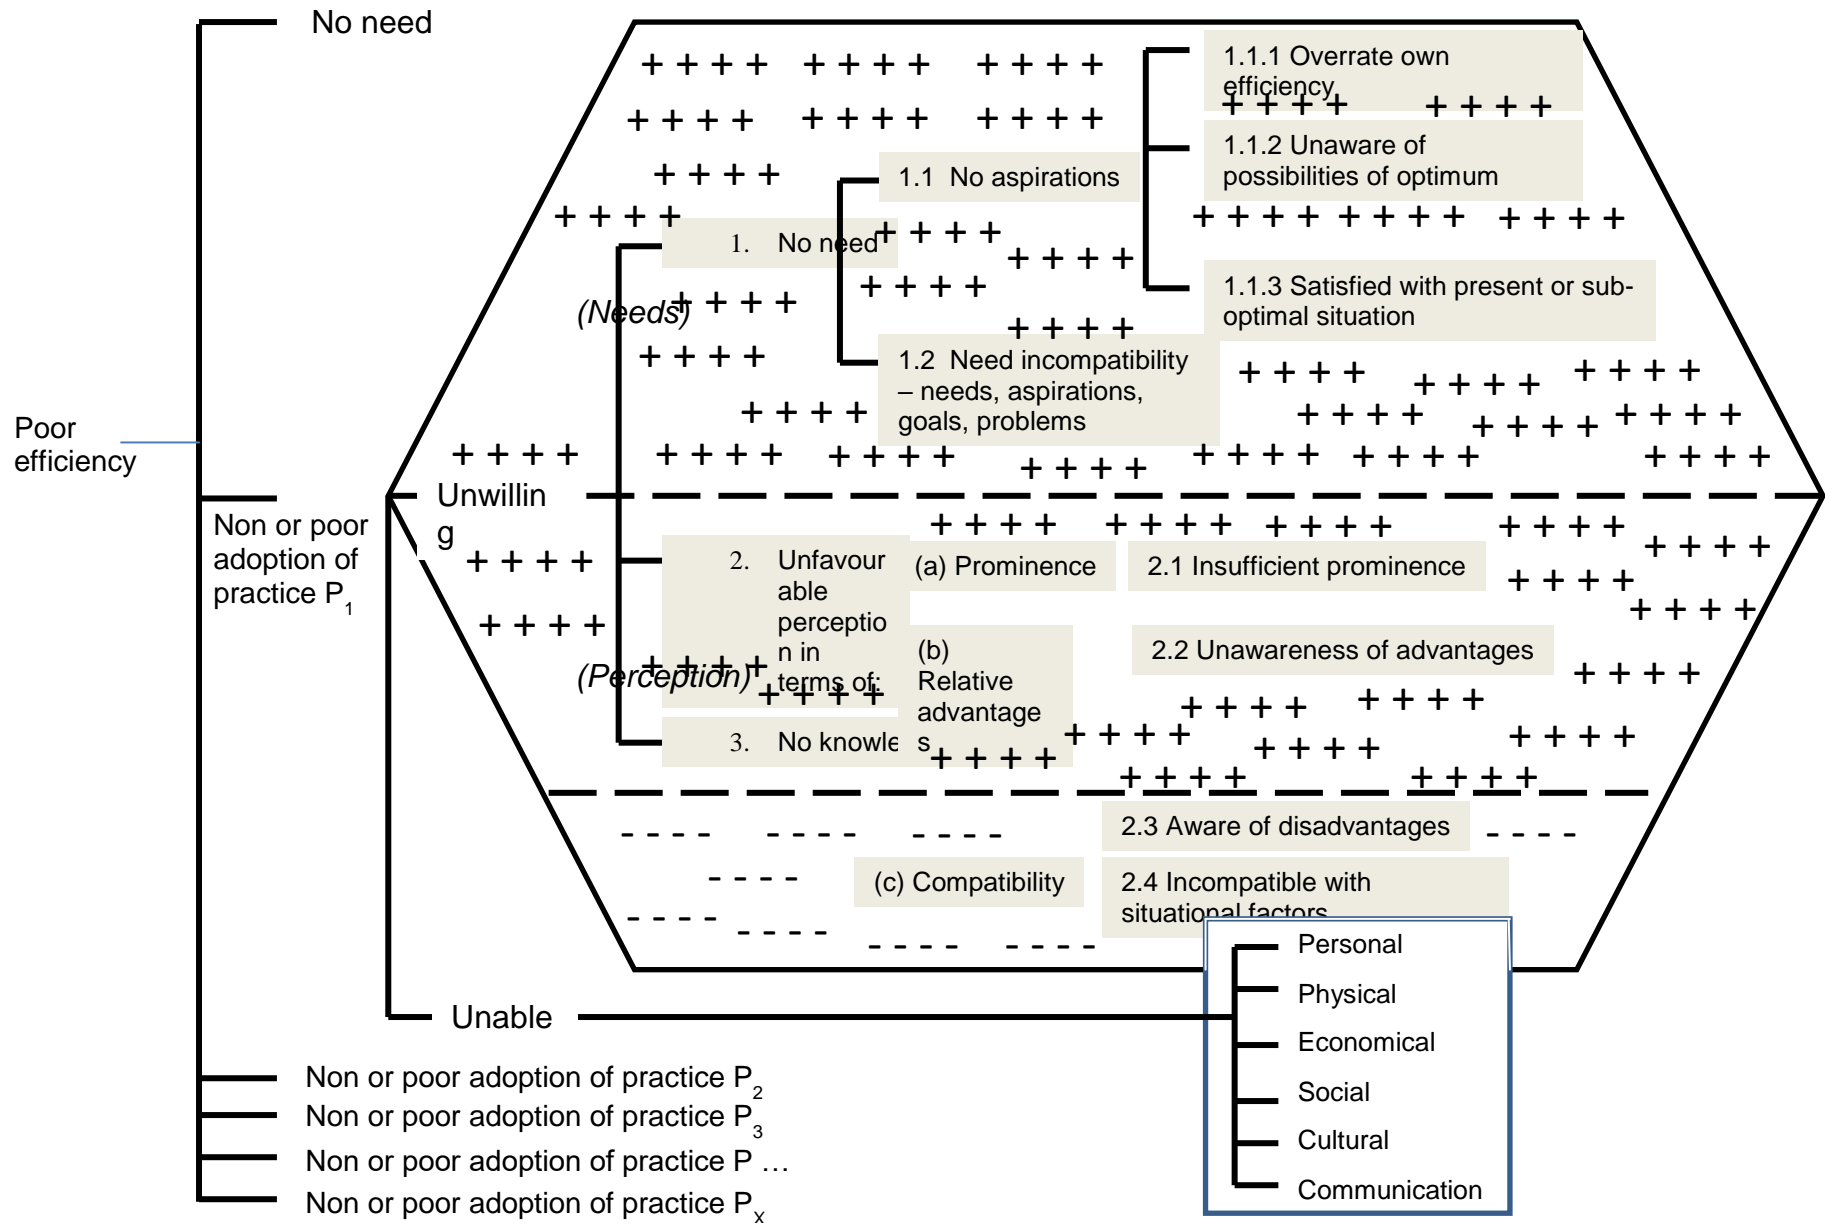 No need
Poor
efficiency
Non or poor
adoption of
practice P1
Unwillin
g
Unable
Non or poor adoption of practice P2
Non or poor adoption of practice P3
Non or poor adoption of practice P …
Non or poor adoption of practice PX
+ + + + + + + + + + + +
+ + + + + + + + + + + +
+ + + +
+ + + +
1. No need
(Needs)
+ + + +
+ + + +
+ + + +
1.1 No aspirations
+ + + +
+ + + +
+ + + +
+ + + +
1.2 Need incompatibility
– needs, aspirations,
goals, problems
1.1.1 Overrate own
efficiency
+ + + + + + + +
1.1.2 Unaware of
possibilities of optimum
+ + + + + + + + + + + +
1.1.3 Satisfied with present or sub-
optimal situation
+ + + + + + + + + + + +
+ + + + + + + + + + + +
+ + + + + + + + + + + + + + + + + + + + + + + + + + + +
+ + + + + + + + + + + + + + + + + + + +
+ + + +
+ + + +
2. Unfavour
able
perceptio
n in
terms of:
(Perception)
+ + + +
+ + + +
3. No knowle
(a) Prominence
2.1 Insufficient prominence
+ + + +
+ + + +
(b)
Relative
advantage
s
2.2 Unawareness of advantages
+ + + +
+ + + + + + + +
+ + + + + + + + + + + +
+ + + + + + + + + + + +
- - - - - - - - - - - -
2.3 Aware of disadvantages
- - - -
- - - -
(c) Compatibility
2.4 Incompatible with
situational factors
- - - - - - - - - - - - - - - -
Personal
Physical
Economical
Social
Cultural
Communication